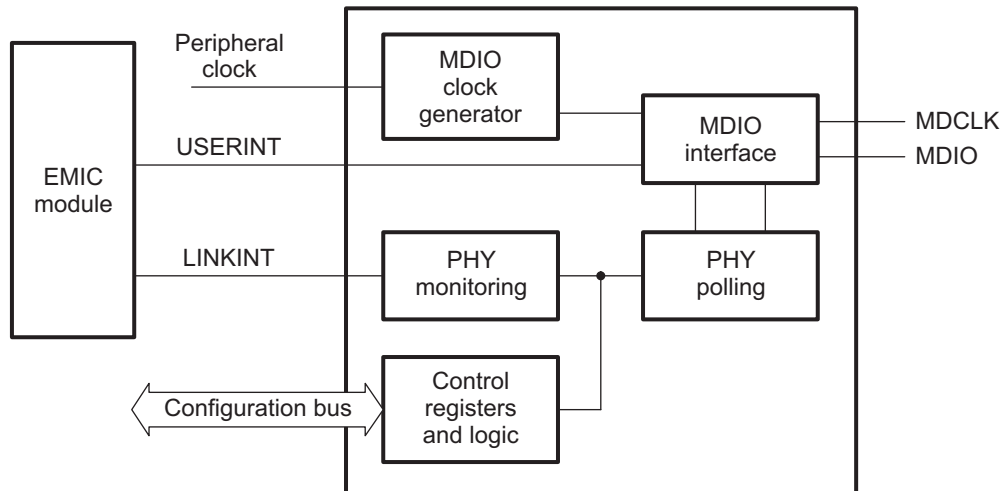 Peripheral
clock
MDIO
clock
generator
MDIO
interface
MDCLK
MDIO
USERINT
EMIC
module
LINKINT
PHY
monitoring
PHY
polling
Configuration bus
Control
registers
and logic